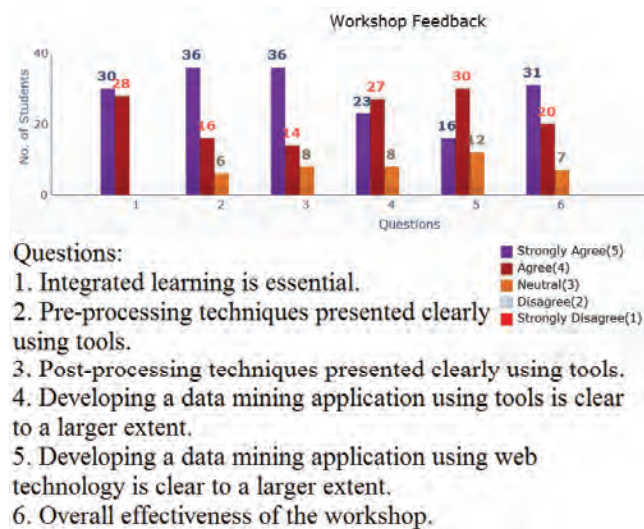 Workshop Feedback
No. of Students
40
20
0
30
28
36
16
6
36
14
8
23
27
8
16
30
12
31
20
7
1
2
3
4
5
6
Questions
Strongly Agree(5)
Agree(4)
Neutral(3)
Disagree(2)
Strongly Disagree(1)
Questions:
1. Integrated learning is essential.
2. Pre-processing techniques presented clearly
using tools.
3. Post-processing techniques presented clearly using tools.
4. Developing a data mining application using tools is clear
to a larger extent.
5. Developing a data mining application using web
technology is clear to a larger extent.
6. Overall effectiveness of the workshop.